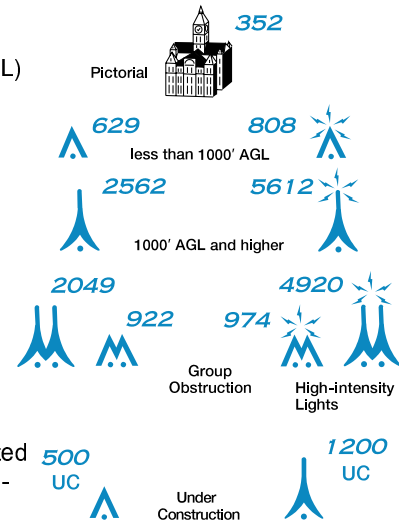 352
L)
Pictorial
629
808
less than 1000′ AGL
2562
5612
1000′ AGL and higher
2049
4920
922
974
Group
Obstruction
High-intensity
Lights
500
UC
1200
UC
Under
Construction